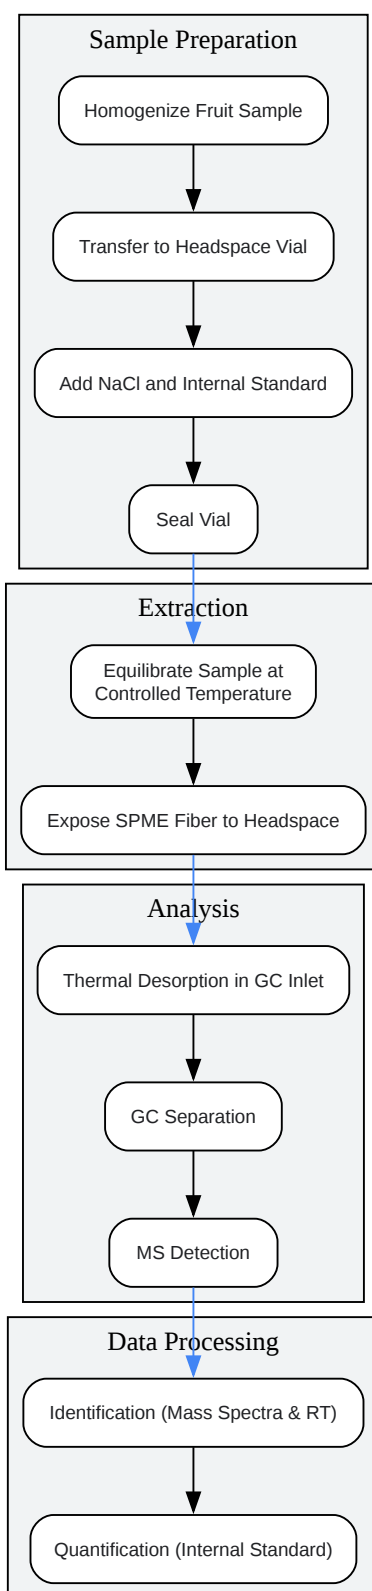 Sample Preparation
Homogenize Fruit Sample
Transfer to Headspace Vial
Add NaCl and Internal Standard
Seal Vial
Extraction
Equilibrate Sample at
Controlled Temperature
Expose SPME Fiber to Headspace
Analysis
Thermal Desorption in GC Inlet
GC Separation
MS Detection
Data Processing
Identification (Mass Spectra & RT)
Quantification (Internal Standard)